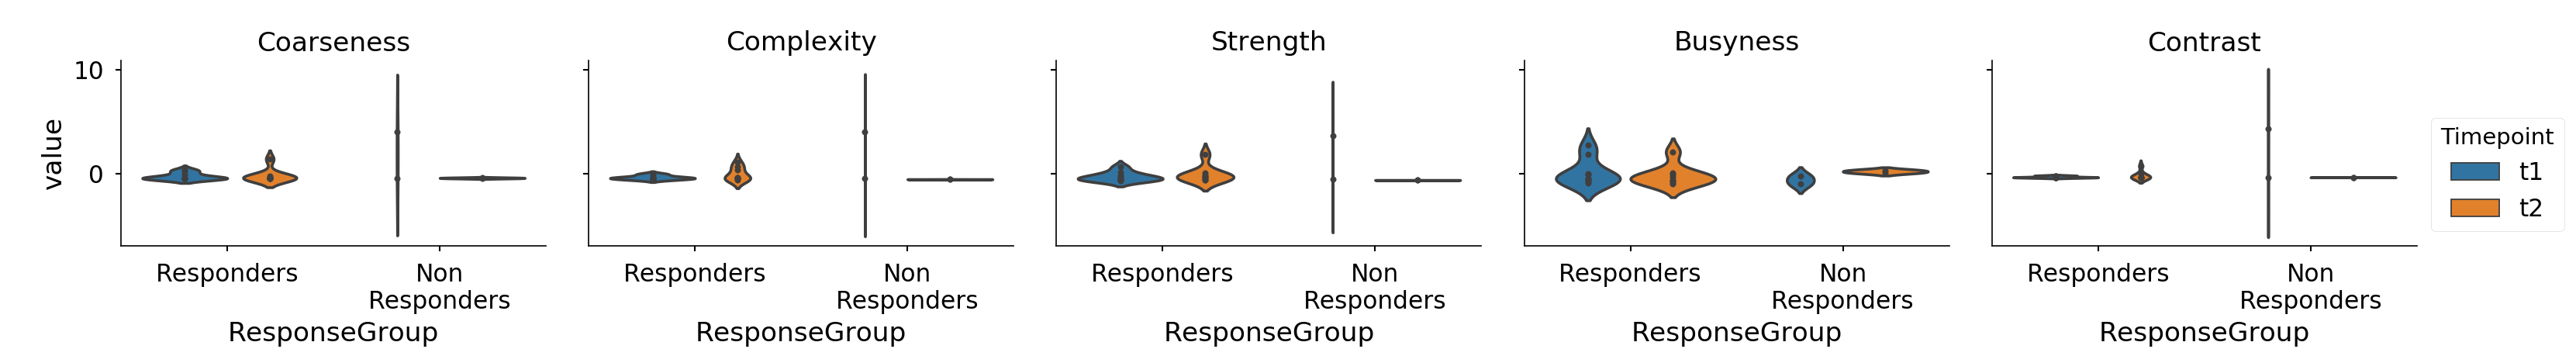 Coarseness
Complexity
Strength
Busyness
Contrast
10
0
value
Timepoint
t1
t2
Responders
Non
Responders
Responders
Non
Responders
Responders
Non
Responders
Responders
Non
Responders
Responders
Non
Responders
ResponseGroup
ResponseGroup
ResponseGroup
ResponseGroup
ResponseGroup